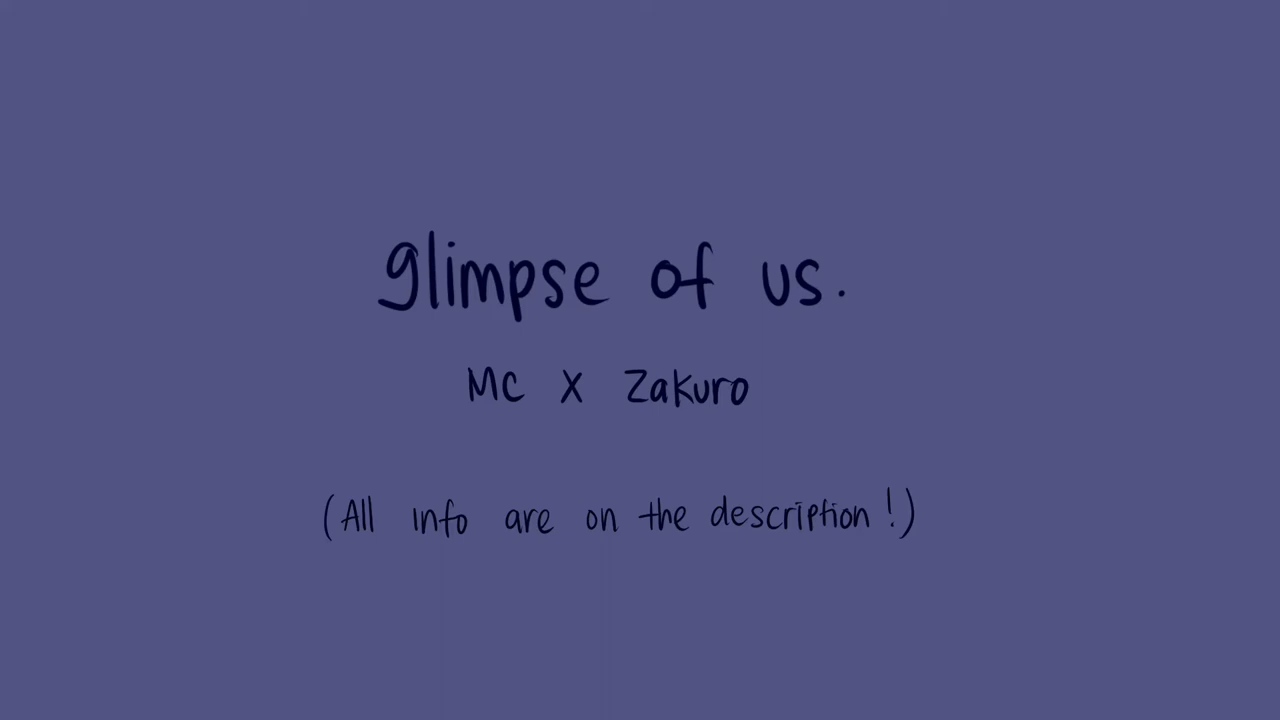 glimpse of us.
MC X Zakuro
(All info are on the description!)